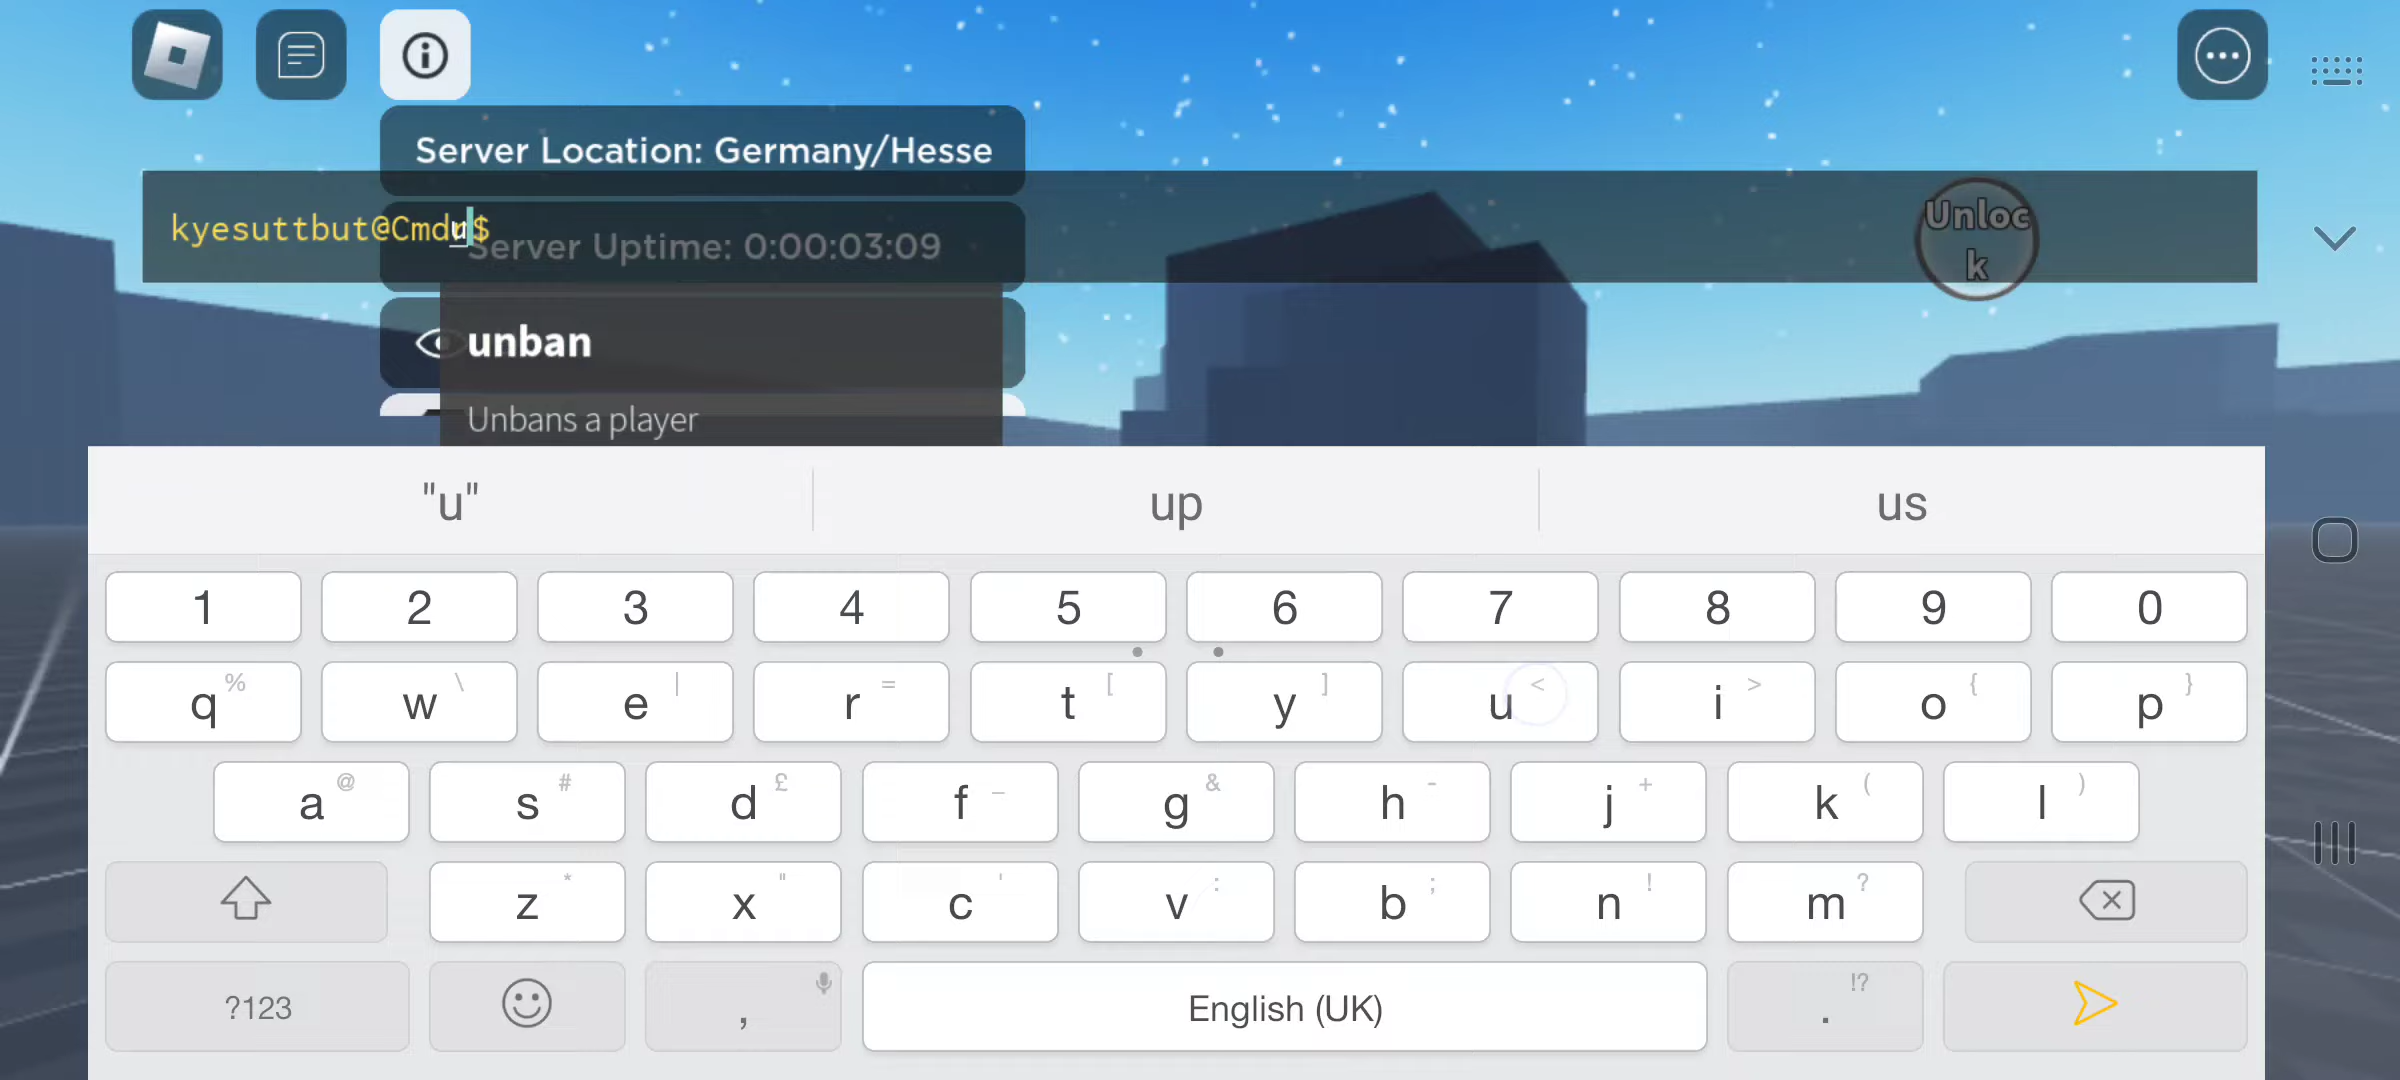 Server Location: Germany/Hesse
kyesuttbut@Cmdr$
u
Server Uptime: 0:00:03:09
Unloc
k
unban
Unbans a player
"u" up us
1 2 3 4 5 6 7 8 9 0
q % w \ e | r = t [ y ] u < i > o { p }
a @ s # d £ f _ g & h - j + k ( l )
z * x " c ' v : b ; n ! m ?
?123 , English (UK) . !?